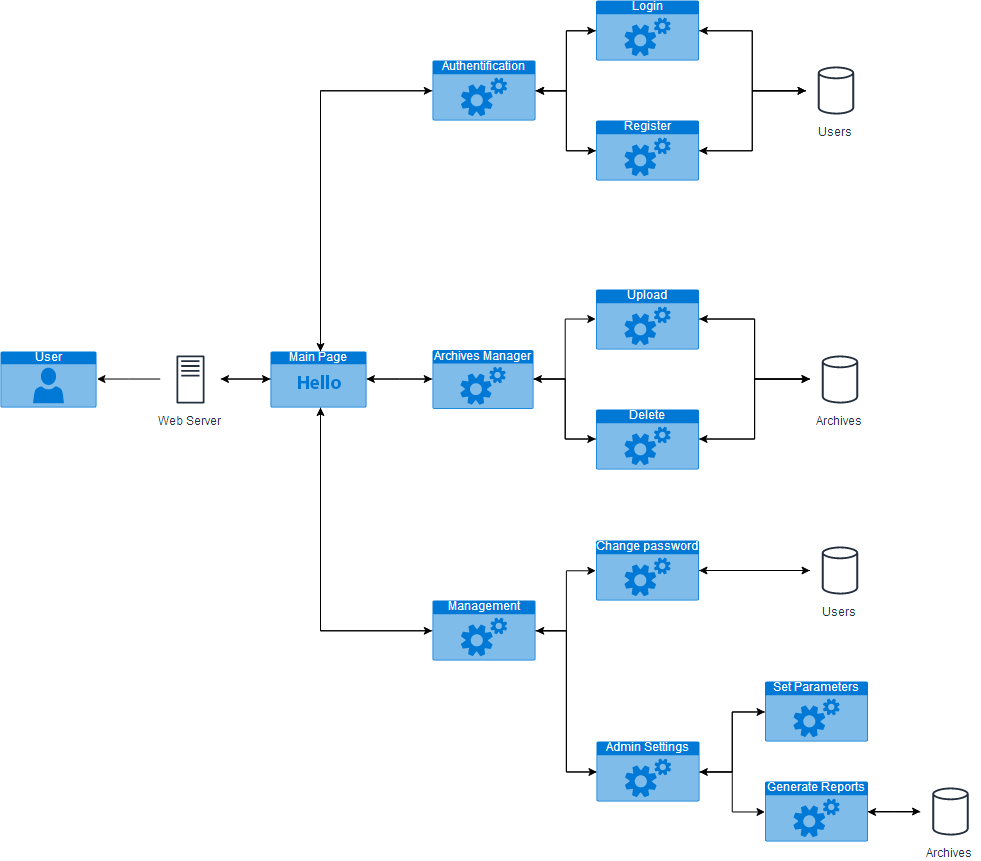 Login
Authentification
Register
Users
Upload
User
Main Page
Hello
Archives Manager
Web Server
Delete
Archives
Change password
Management
Users
Set Parameters
Admin Settings
Generate Reports
Archives